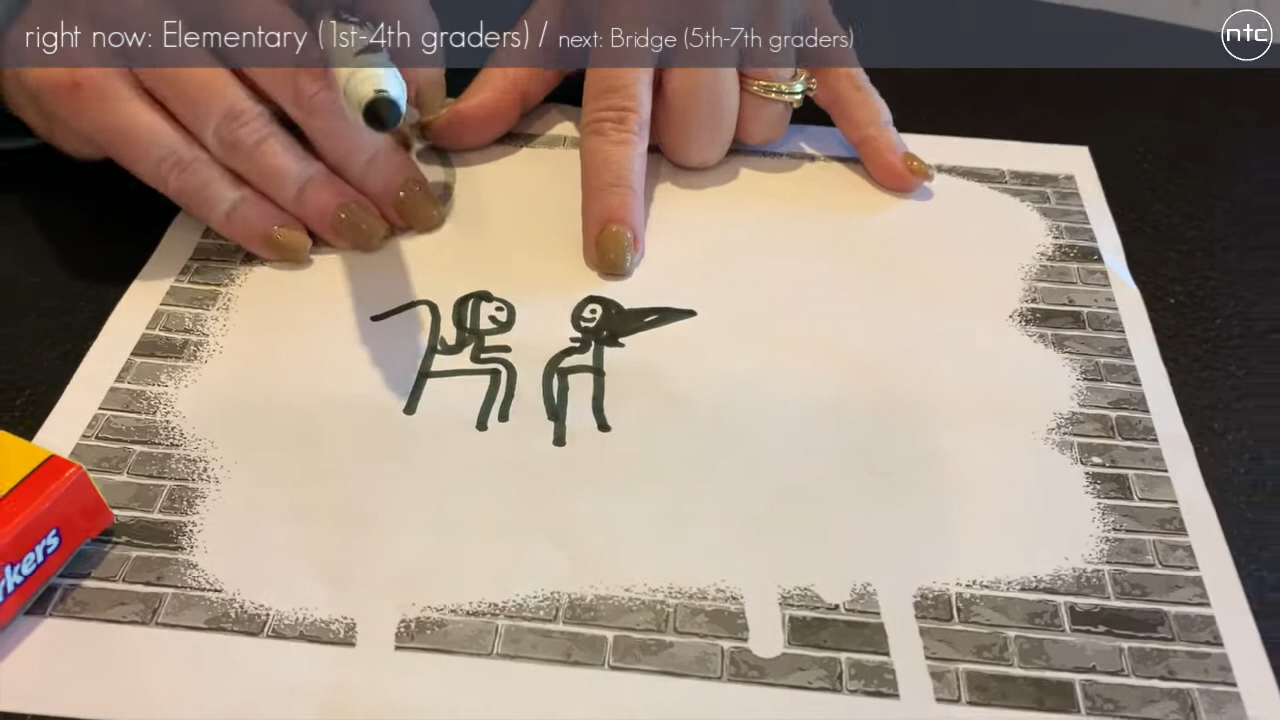 right now: Elementary (1st-4th graders) / next: Bridge (5th-7th graders)
ntc
rkers